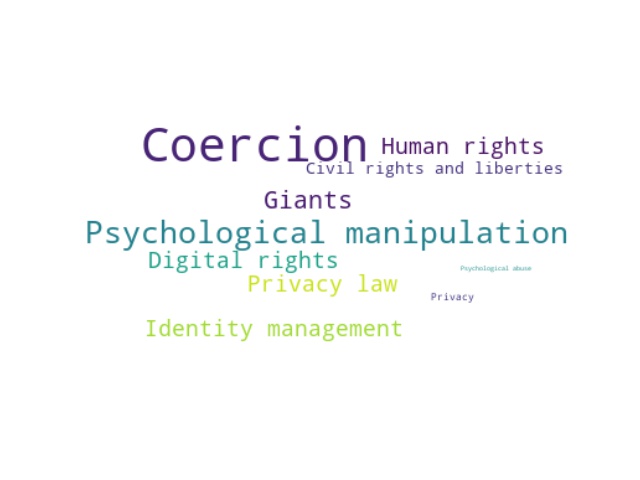 Coercion
Human rights
Civil rights and liberties
Giants
Psychological manipulation
Digital rights
Psychological abuse
Privacy law
Privacy
Identity management